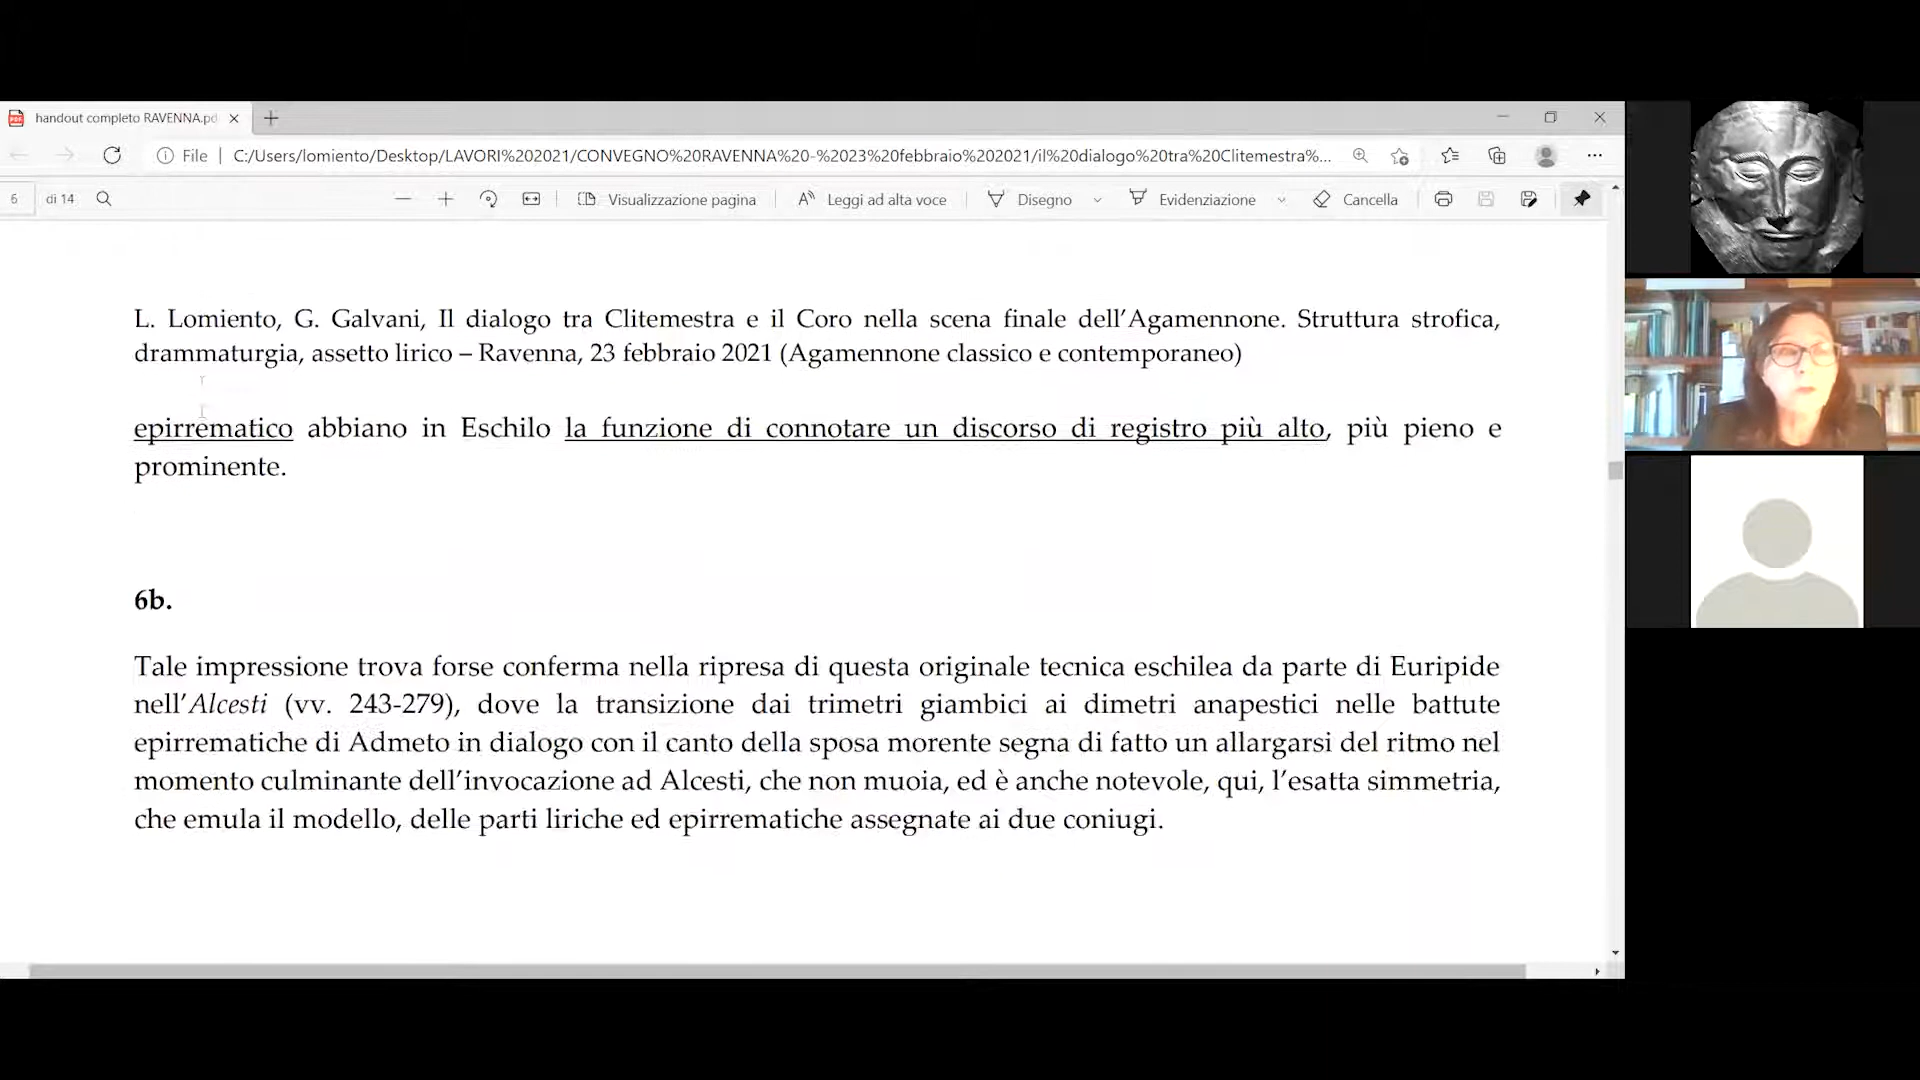 handout completo RAVENNA.pd
File
C:/Users/lomiento/Desktop/LAVORI%202021/CONVEGNO%20RAVENNA%20-%2023%20febbraio%202021/il%20dialogo%20tra%20Clitemestra%...
6 di 14
Visualizzazione pagina
Leggi ad alta voce
Disegno
Evidenziazione
Cancella
L. Lomiento, G. Galvani, Il dialogo tra Clitemestra e il Coro nella scena finale dell’Agamennone. Struttura strofica,
drammaturgia, assetto lirico – Ravenna, 23 febbraio 2021 (Agamennone classico e contemporaneo)
epirrematico abbiano in Eschilo la funzione di connotare un discorso di registro più alto, più pieno e
prominente.
6b.
Tale impressione trova forse conferma nella ripresa di questa originale tecnica eschilea da parte di Euripide
nell’Alcesti (vv. 243-279), dove la transizione dai trimetri giambici ai dimetri anapestici nelle battute
epirrematiche di Admeto in dialogo con il canto della sposa morente segna di fatto un allargarsi del ritmo nel
momento culminante dell’invocazione ad Alcesti, che non muoia, ed è anche notevole, qui, l’esatta simmetria,
che emula il modello, delle parti liriche ed epirrematiche assegnate ai due coniugi.